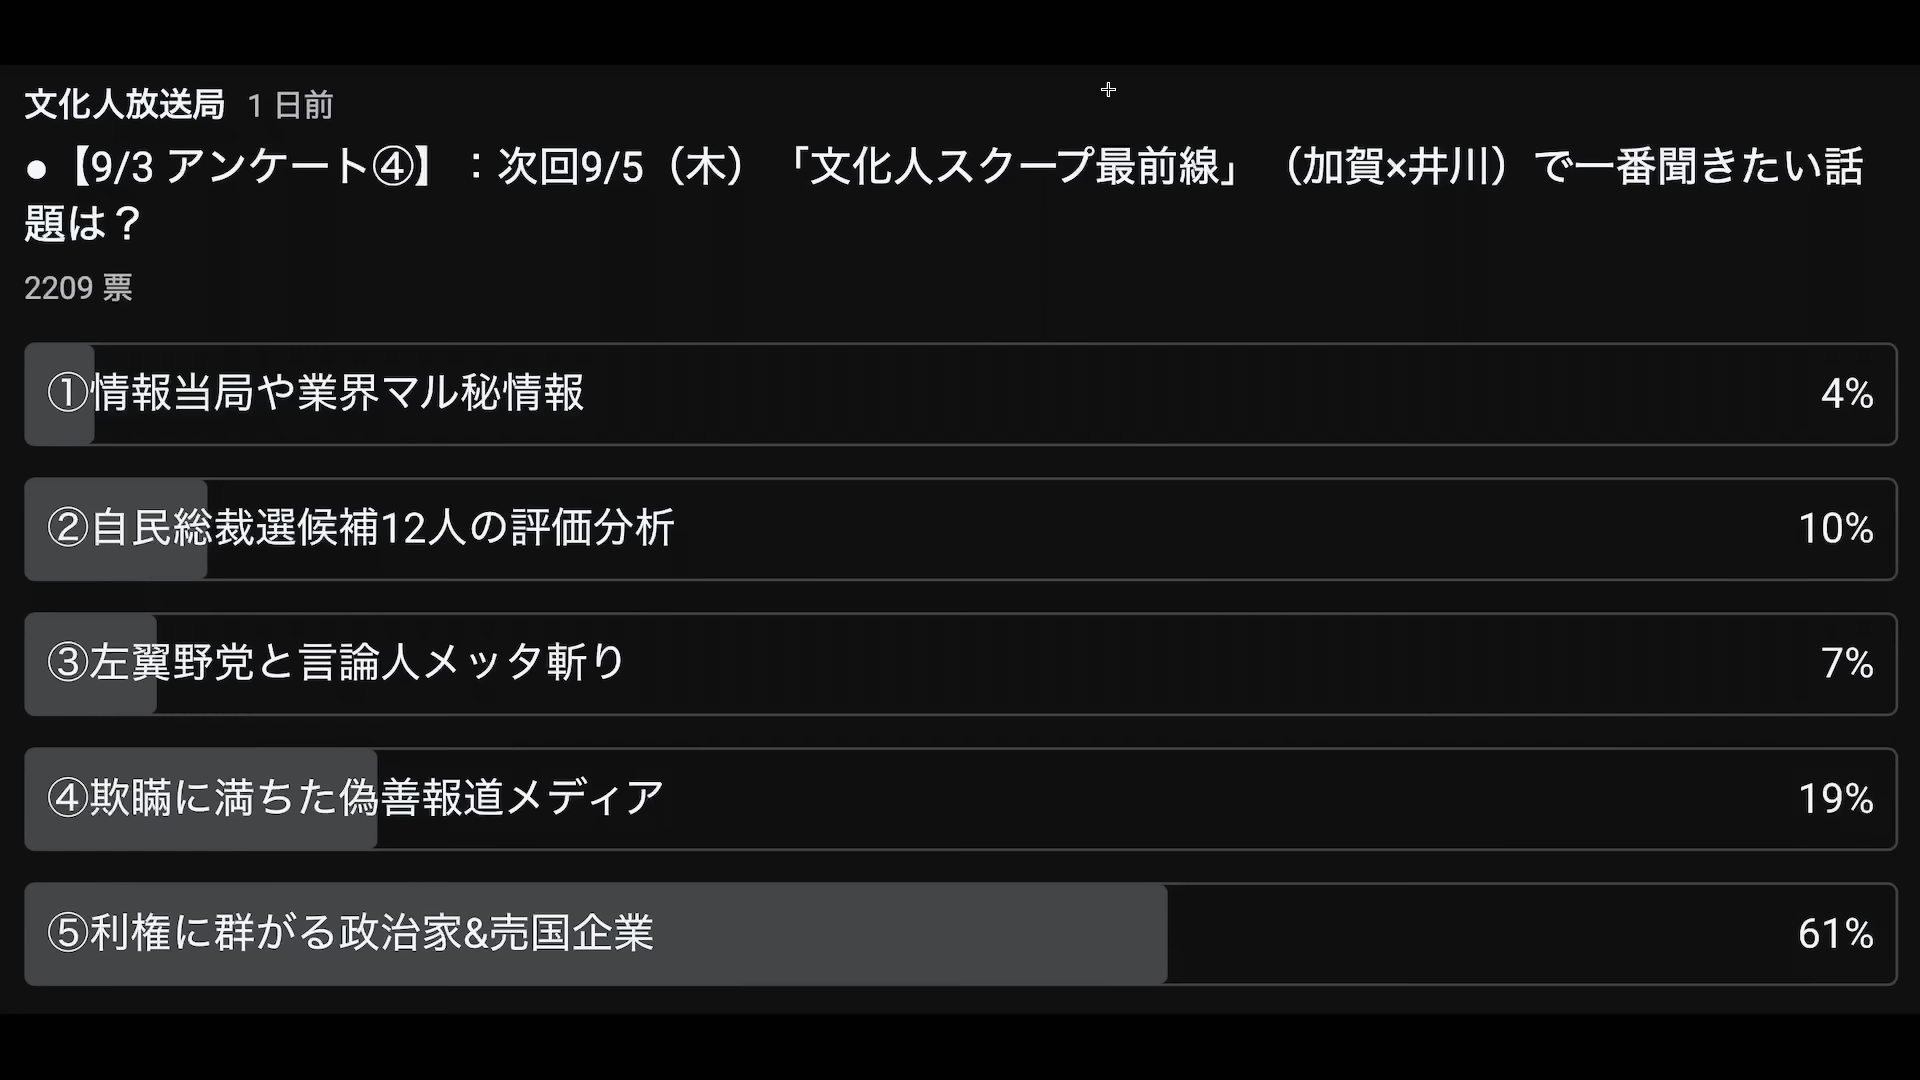 文化人放送局 1 日前
●【9/3 アンケート④】：次回9/5（木）「文化人スクープ最前線」（加賀×井川）で一番聞きたい話
題は？
2209 票
①情報当局や業界マル秘情報 4%
②自民総裁選候補12人の評価分析 10%
③左翼野党と言論人メッタ斬り 7%
④欺瞞に満ちた偽善報道メディア 19%
⑤利権に群がる政治家&売国企業 61%